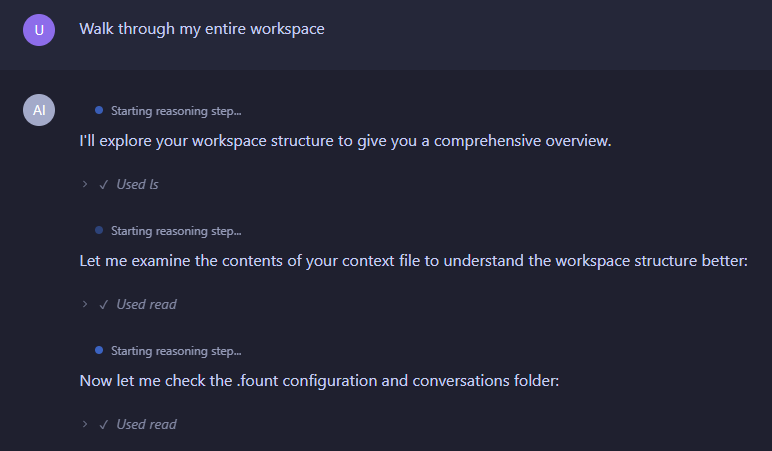 U
Walk through my entire workspace
AI
Starting reasoning step...
I'll explore your workspace structure to give you a comprehensive overview.
> ✓ Used ls
Starting reasoning step...
Let me examine the contents of your context file to understand the workspace structure better:
> ✓ Used read
Starting reasoning step...
Now let me check the .fount configuration and conversations folder:
> ✓ Used read